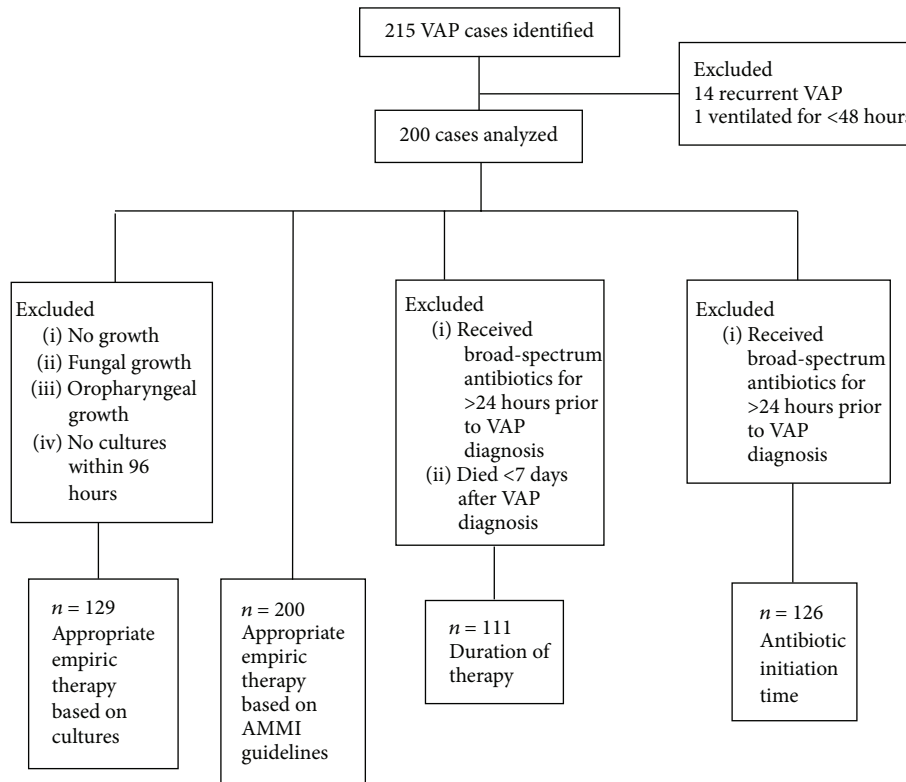 215 VAP cases identified
Excluded
14 recurrent VAP
1 ventilated for <48 hours
200 cases analyzed
Excluded
(i) No growth
(ii) Fungal growth
(iii) Oropharyngeal
growth
(iv) No cultures
within 96
hours
Excluded
(i) Received
broad-spectrum
antibiotics for
>24 hours prior
to VAP
diagnosis
(ii) Died <7 days
after VAP
diagnosis
Excluded
(i) Received
broad-spectrum
antibiotics for
>24 hours prior
to VAP
diagnosis
n = 129
Appropriate
empiric
therapy
based on
cultures
n = 200
Appropriate
empiric
therapy
based on
AMMI
guidelines
n = 111
Duration of
therapy
n = 126
Antibiotic
initiation
time